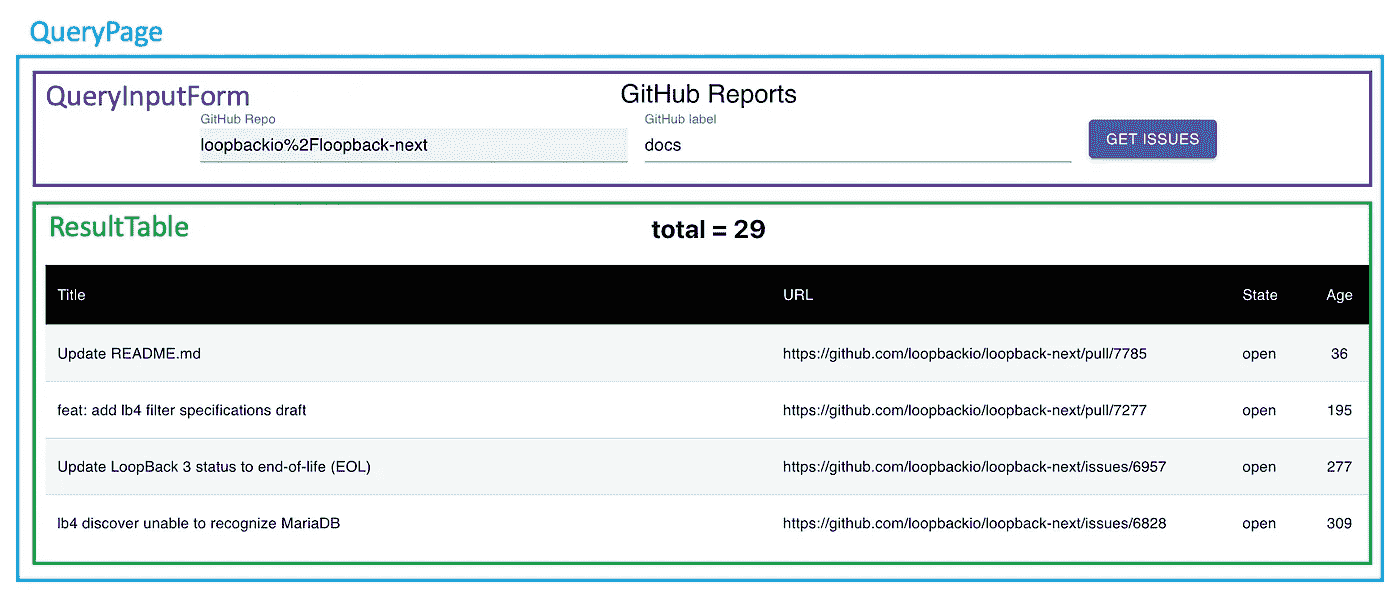 QueryPage
QueryInputForm
GitHub Reports
GitHub Repo GitHub label
loopbackio%2Floopback-next docs GET ISSUES
ResultTable
total = 29
Title URL State Age
Update README.md https://github.com/loopbackio/loopback-next/pull/7785 open 36
feat: add lb4 filter specifications draft https://github.com/loopbackio/loopback-next/pull/7277 open 195
Update LoopBack 3 status to end-of-life (EOL) https://github.com/loopbackio/loopback-next/issues/6957 open 277
lb4 discover unable to recognize MariaDB https://github.com/loopbackio/loopback-next/issues/6828 open 309